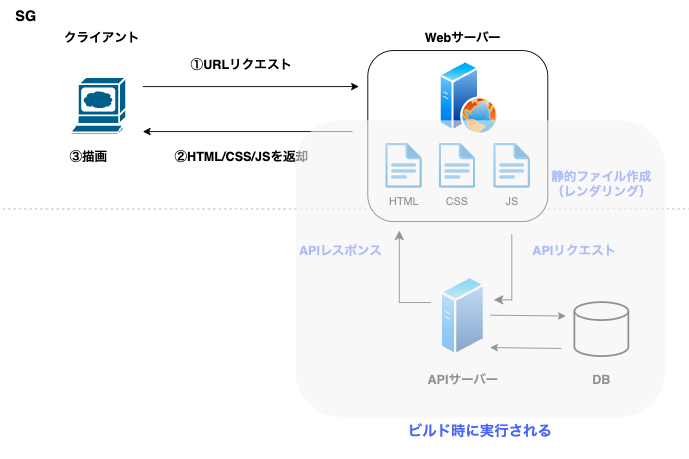 SG
クライアント
Webサーバー
①URLリクエスト
③描画
②HTML/CSS/JSを返却
HTML
CSS
JS
静的ファイル作成
（レンダリング）
APIレスポンス
APIリクエスト
APIサーバー
DB
ビルド時に実行される